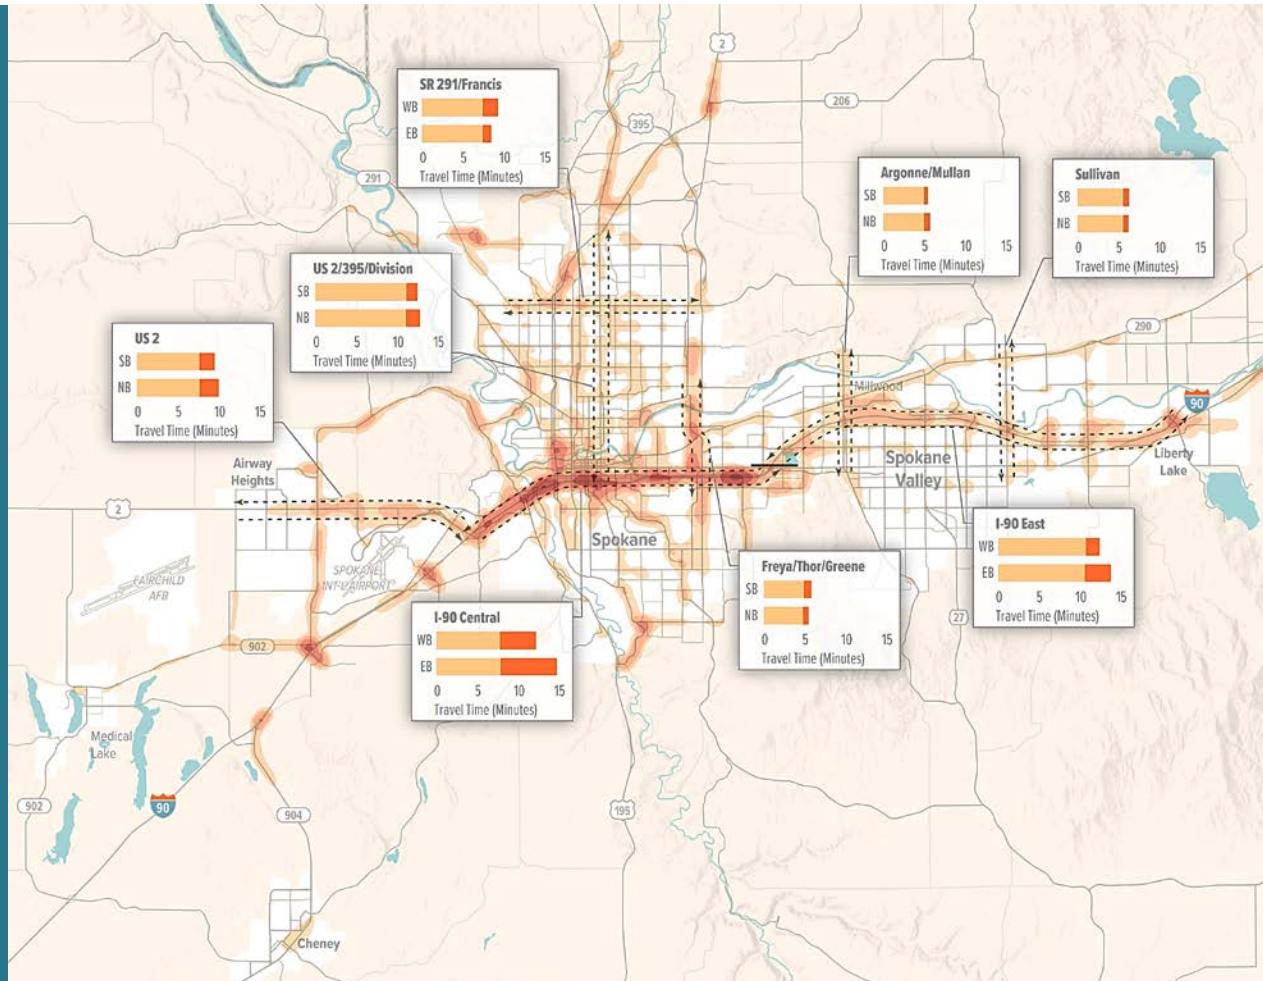 2
206
395
291
SR 291/Francis
WB
EB
0 5 10 15
Travel Time (Minutes)
Argonne/Mullan
SB
NB
0 5 10 15
Travel Time (Minutes)
Sullivan
SB
NB
0 5 10 15
Travel Time (Minutes)
US 2/395/Division
SB
NB
0 5 10 15
Travel Time (Minutes)
US 2
SB
NB
0 5 10 15
Travel Time (Minutes)
290
Millwood
90
Airway
Heights
Spokane
Valley
Liberty
Lake
2
Spokane
SPOKANE
INT'L AIRPORT
FAIRCHILD
AFB
I-90 East
WB
EB
0 5 10 15
Travel Time (Minutes)
Freya/Thor/Greene
SB
NB
0 5 10 15
Travel Time (Minutes)
I-90 Central
WB
EB
0 5 10 15
Travel Time (Minutes)
27
902
Medical
Lake
902
90
904
195
Cheney